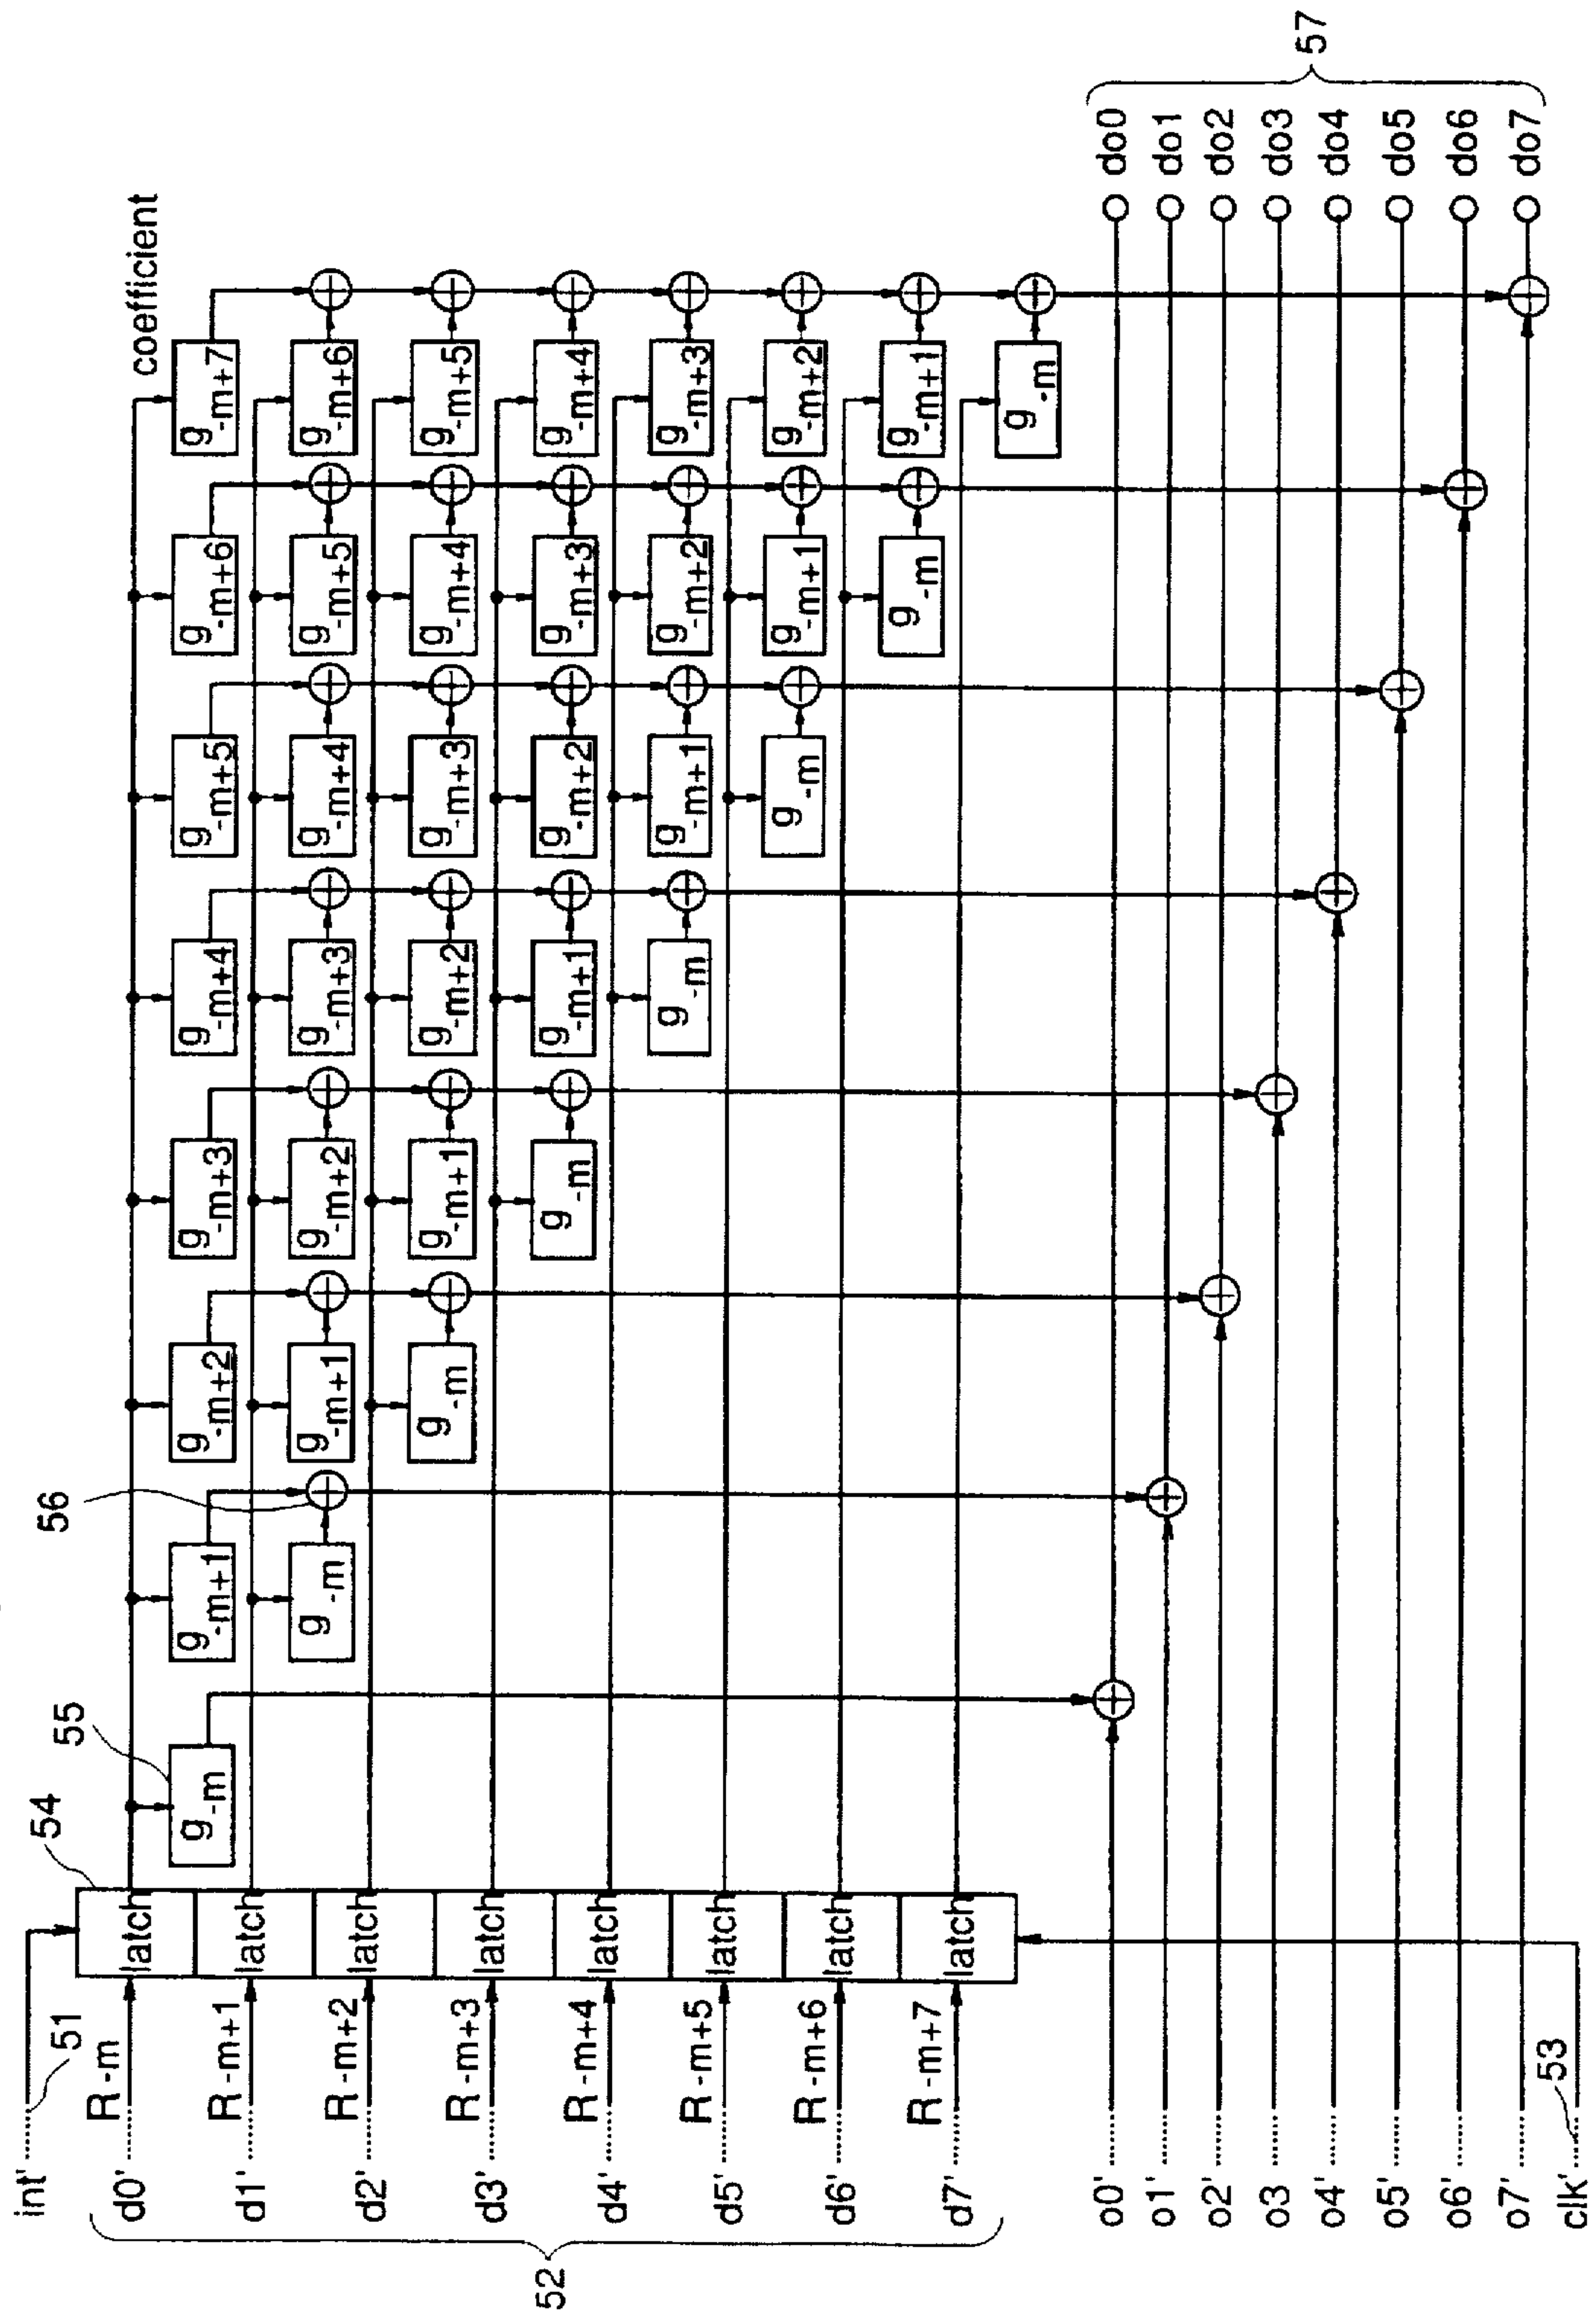 int'
51
54
55
56
coefficient
d0'
R-m
latch
g-m
g-m+1
g-m+2
g-m+3
g-m+4
g-m+5
g-m+6
g-m+7
d1'
R-m+1
latch
g-m
g-m+1
g-m+2
g-m+3
g-m+4
g-m+5
g-m+6
d2'
R-m+2
latch
g-m
g-m+1
g-m+2
g-m+3
g-m+4
g-m+5
d3'
R-m+3
latch
g-m
g-m+1
g-m+2
g-m+3
g-m+4
52
d4'
R-m+4
latch
g-m
g-m+1
g-m+2
g-m+3
d5'
R-m+5
latch
g-m
g-m+1
g-m+2
d6'
R-m+6
latch
g-m
g-m+1
d7'
R-m+7
latch
g-m
o0'
do0
o1'
do1
o2'
do2
o3'
do3
57
o4'
do4
o5'
do5
o6'
do6
o7'
do7
clk'
53